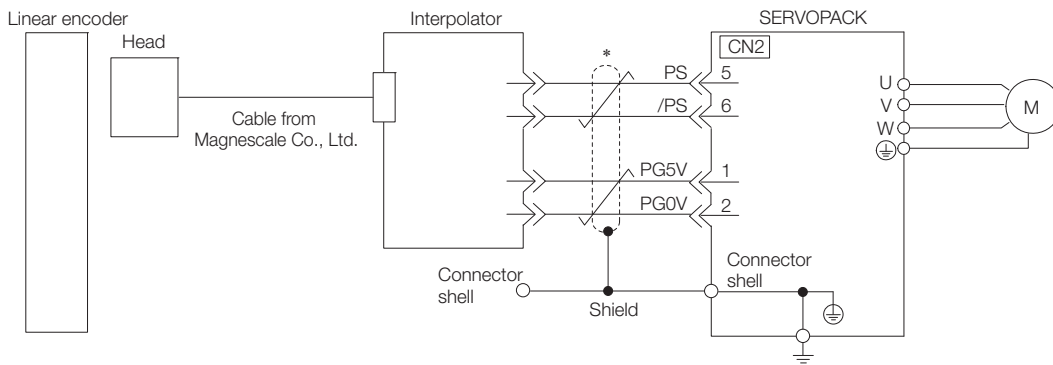 Linear encoder
Head
Cable from
Magnescale Co., Ltd.
Interpolator
*
PS
/PS
PG5V
PG0V
Connector
shell
Shield
SERVOPACK
CN2
5
6
1
2
Connector
shell
U
V
W
M